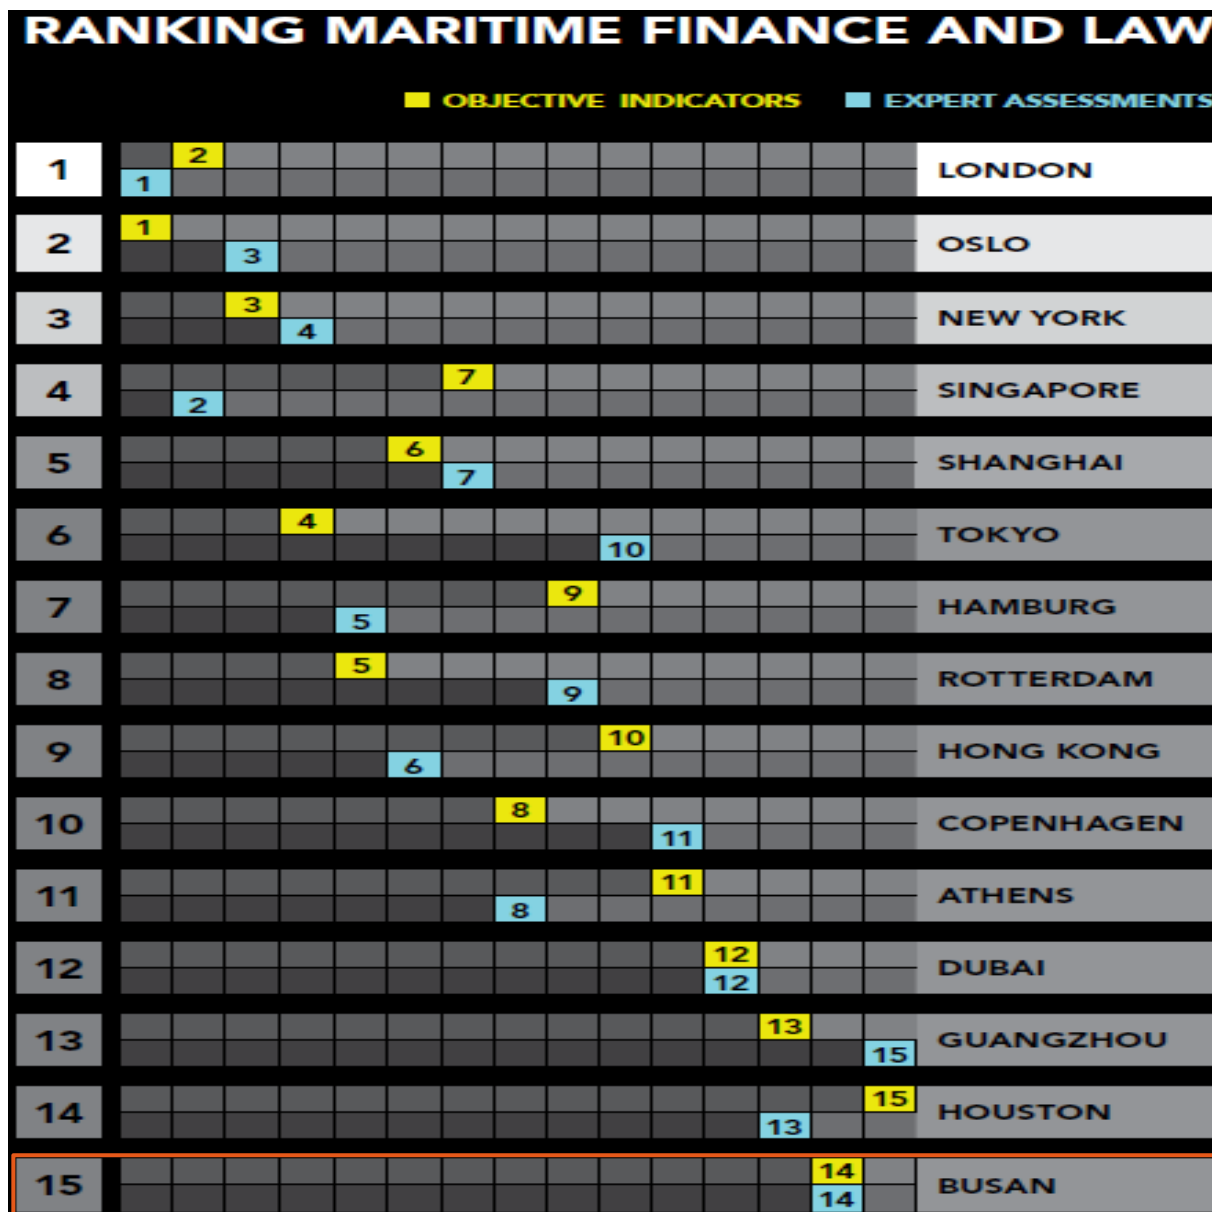 RANKING MARITIME FINANCE AND LAW
OBJECTIVE INDICATORS EXPERT ASSESSMENTS
1 2 1 LONDON
2 1 3 OSLO
3 3 4 NEW YORK
4 7 2 SINGAPORE
5 6 7 SHANGHAI
6 4 10 TOKYO
7 9 5 HAMBURG
8 5 9 ROTTERDAM
9 10 6 HONG KONG
10 8 11 COPENHAGEN
11 11 8 ATHENS
12 12 12 DUBAI
13 13 15 GUANGZHOU
14 15 13 HOUSTON
15 14 14 BUSAN